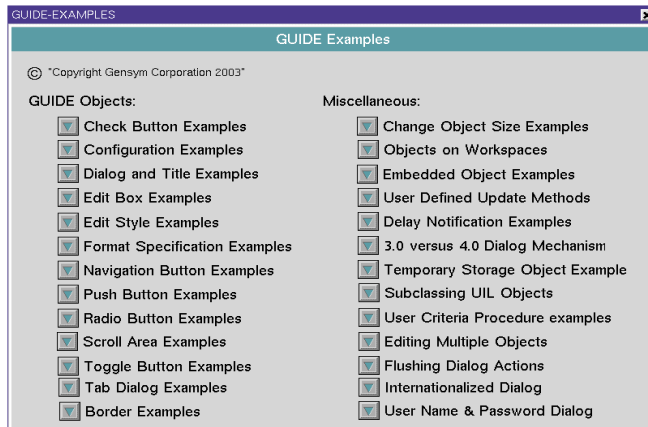 GUIDE-EXAMPLES
GUIDE Examples
© "Copyright Gensym Corporation 2003"
GUIDE Objects:
Check Button Examples
Configuration Examples
Dialog and Title Examples
Edit Box Examples
Edit Style Examples
Format Specification Examples
Navigation Button Examples
Push Button Examples
Radio Button Examples
Scroll Area Examples
Toggle Button Examples
Tab Dialog Examples
Border Examples
Miscellaneous:
Change Object Size Examples
Objects on Workspaces
Embedded Object Examples
User Defined Update Methods
Delay Notification Examples
3.0 versus 4.0 Dialog Mechanism
Temporary Storage Object Example
Subclassing UIL Objects
User Criteria Procedure examples
Editing Multiple Objects
Flushing Dialog Actions
Internationalized Dialog
User Name & Password Dialog